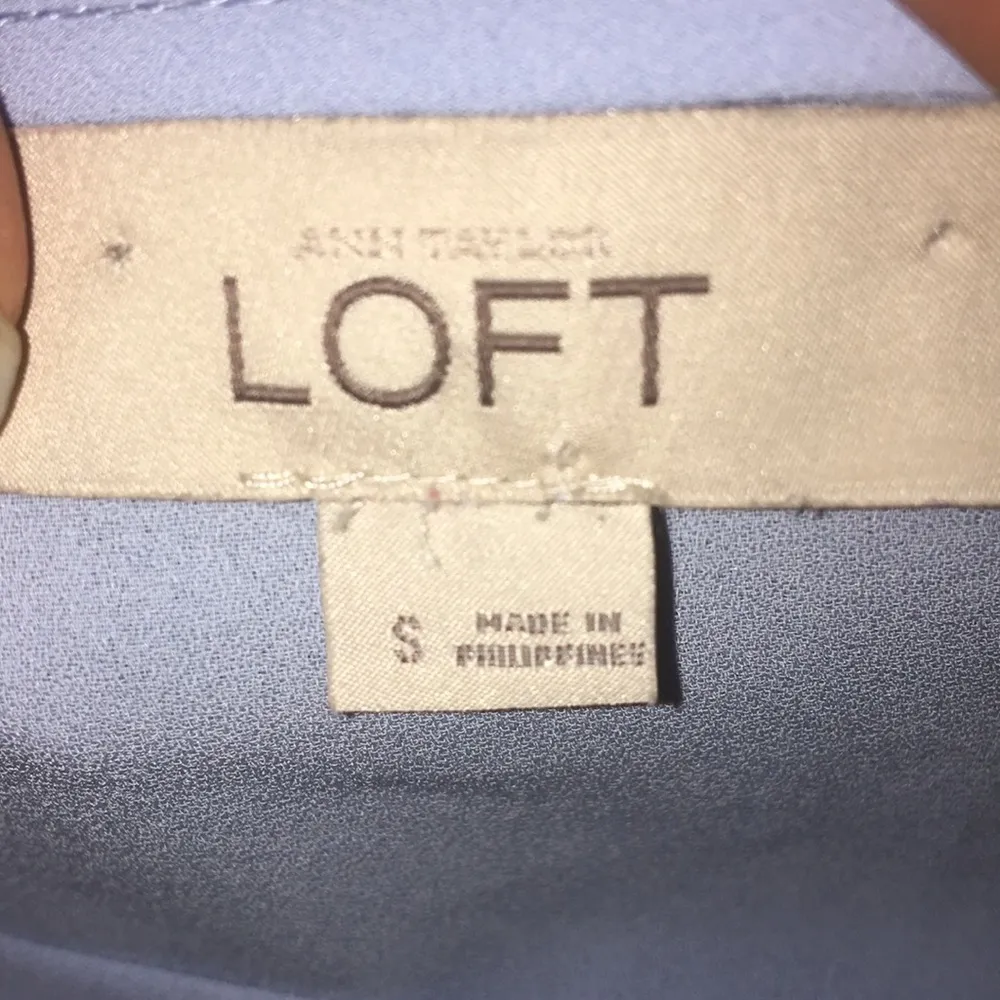 ANN TAYLOR
LOFT
S
MADE IN
PHILIPPINES